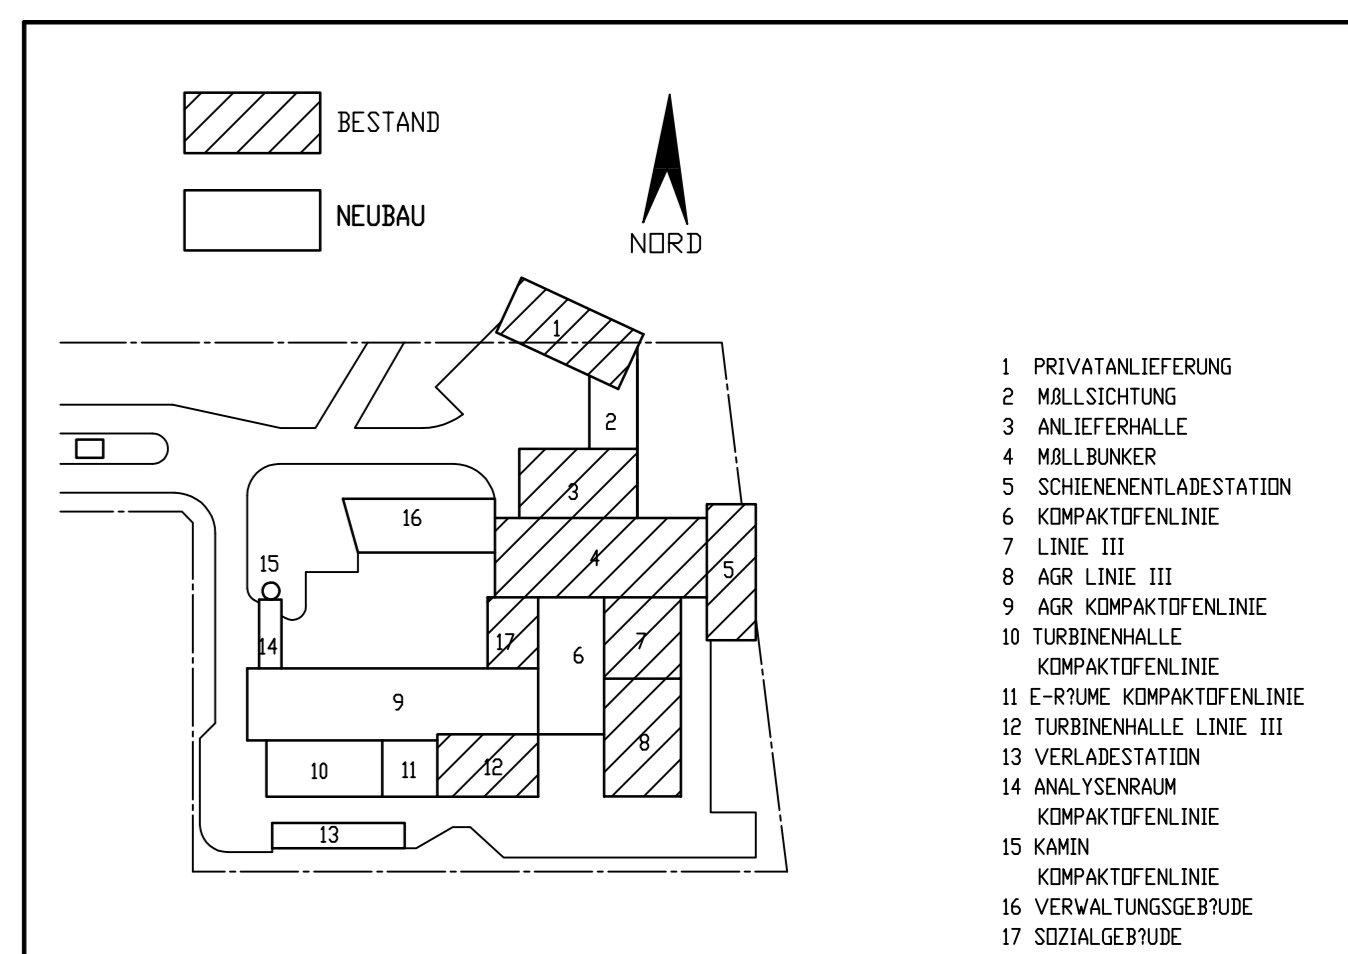 BESTAND
NEUBAU
NORD
1
2
3
16
4
15
5
14
17
6
7
9
8
10
11
12
13
1 PRIVATANLIEFERUNG
2 MßLLSICHTUNG
3 ANLIEFERHALLE
4 MßLLBUNKER
5 SCHIENENENTLADESTATION
6 KOMPAKTOFENLINIE
7 LINIE III
8 AGR LINIE III
9 AGR KOMPAKTOFENLINIE
10 TURBINENHALLE
KOMPAKTOFENLINIE
11 E-R?UME KOMPAKTOFENLINIE
12 TURBINENHALLE LINIE III
13 VERLADESTATION
14 ANALYSENRAUM
KOMPAKTOFENLINIE
15 KAMIN
KOMPAKTOFENLINIE
16 VERWALTUNGSGEB?UDE
17 SOZIALGEB?UDE